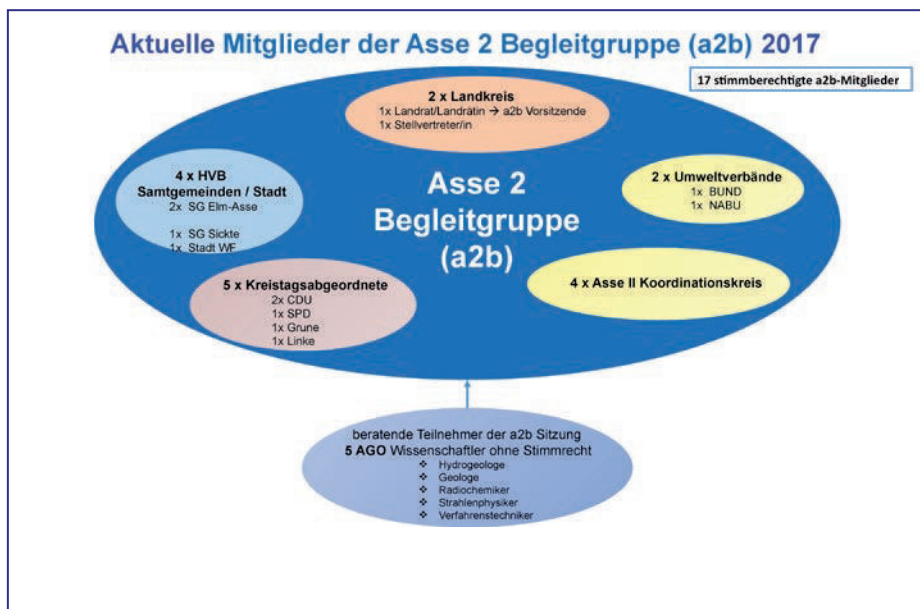 Aktuelle Mitglieder der Asse 2 Begleitgruppe (a2b) 2017
17 stimmberechtigte a2b-Mitglieder
2 x Landkreis
1x Landrat/Landrätin → a2b Vorsitzende
1x Stellvertreter/in
4 x HVB
Samtgemeinden / Stadt
2x SG Elm-Asse
1x SG Sickte
1x Stadt WF
Asse 2
Begleitgruppe
(a2b)
2 x Umweltverbände
1x BUND
1x NABU
5 x Kreistagsabgeordnete
2x CDU
1x SPD
1x Grune
1x Linke
4 x Asse II Koordinationskreis
beratende Teilnehmer der a2b Sitzung
5 AGO Wissenschaftler ohne Stimmrecht
❖ Hydrogeologe
❖ Geologe
❖ Radiochemiker
❖ Strahlenphysiker
❖ Verfahrenstechniker